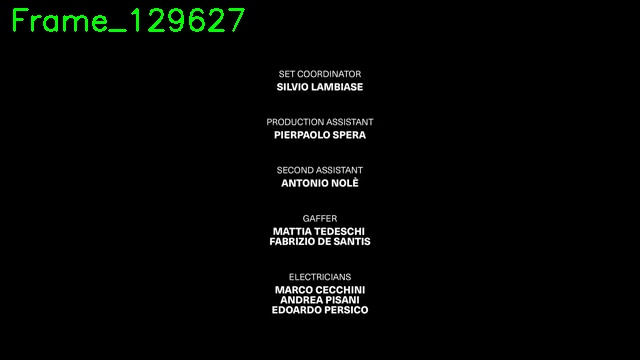 Frame_129627
SET COORDINATOR
SILVIO LAMBIASE
PRODUCTION ASSISTANT
PIERPAOLO SPERA
SECOND ASSISTANT
ANTONIO NOLÈ
GAFFER
MATTIA TEDESCHI
FABRIZIO DE SANTIS
ELECTRICIANS
MARCO CECCHINI
ANDREA PISANI
EDOARDO PERSICO